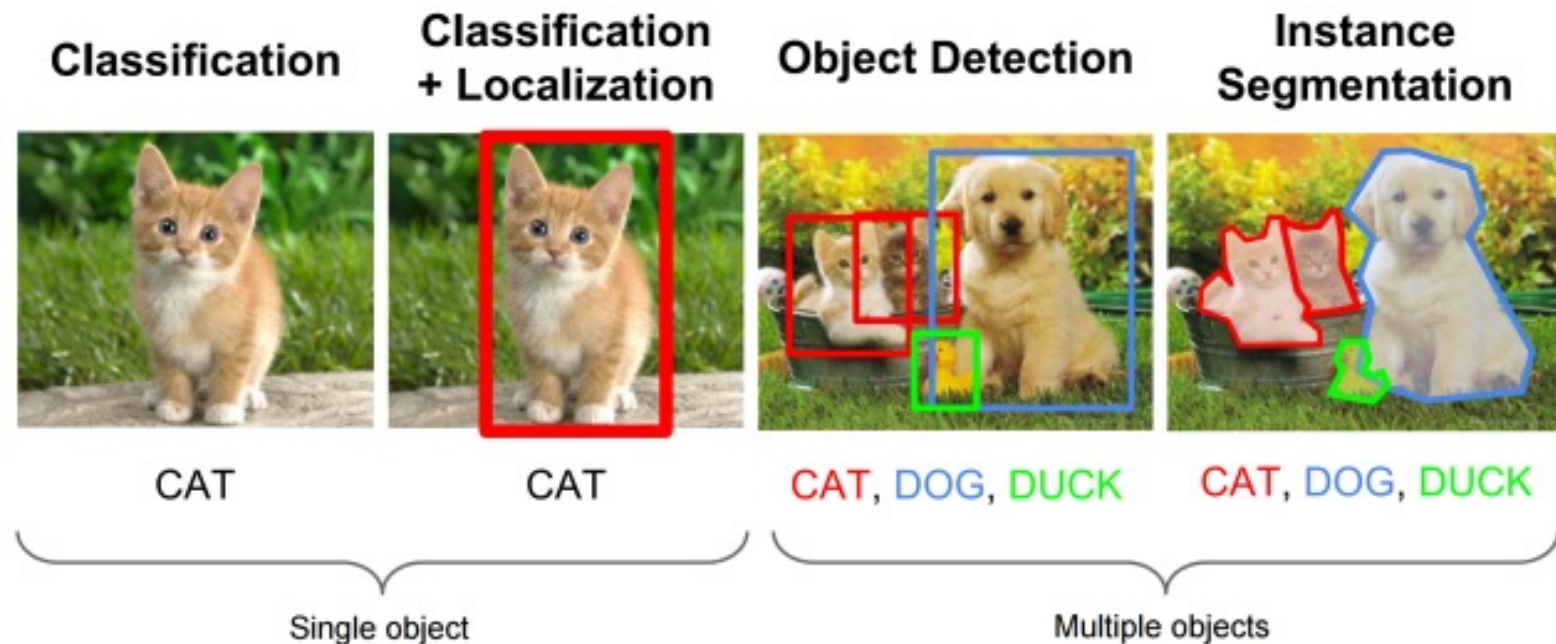 Classification
Classification
+ Localization
Object Detection
Instance
Segmentation
CAT
CAT
CAT, DOG, DUCK
CAT, DOG, DUCK
Single object
Multiple objects